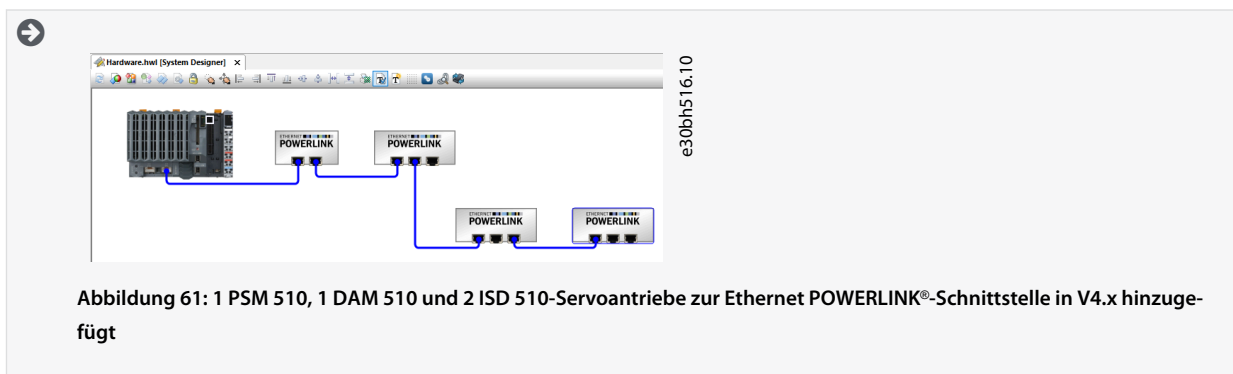 Hardware.hwl [System Designer] x
ETHERNET
POWERLINK
ETHERNET
POWERLINK
ETHERNET
POWERLINK
ETHERNET
POWERLINK
e30bh516.10
Abbildung 61: 1 PSM 510, 1 DAM 510 und 2 ISD 510-Servoantriebe zur Ethernet POWERLINK®-Schnittstelle in V4.x hinzuge-
fügt